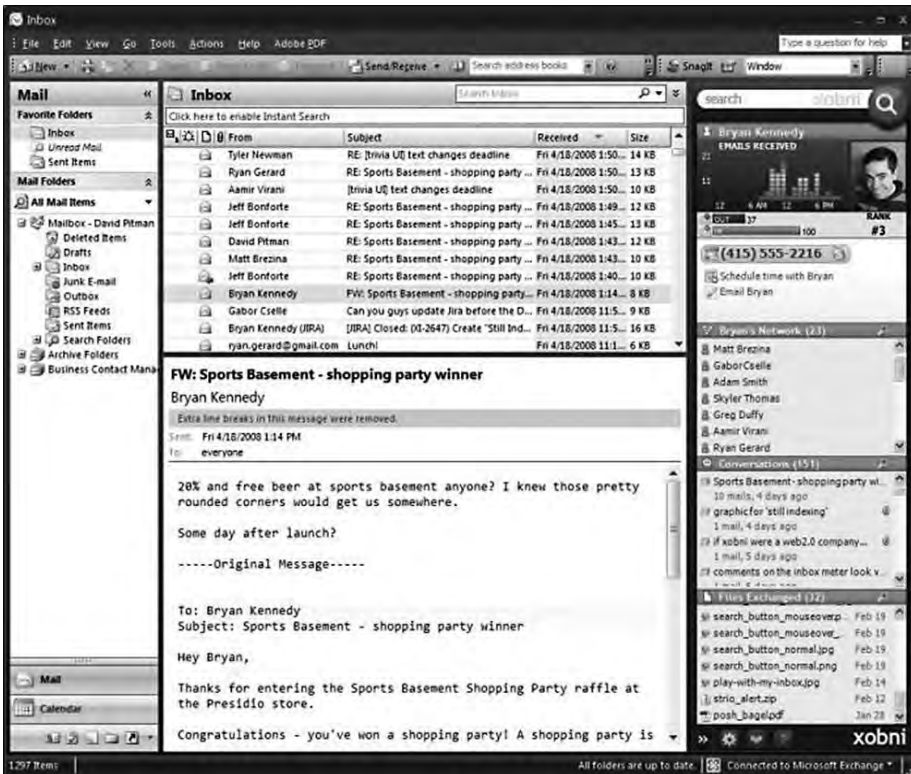 Inbox
File Edit View Go Tools Actions Help Adobe PDF
Type a question for help
New Send/Receive Search address books SnagIt Window
Mail
Favorite Folders
Inbox
Unread Mail
Sent Items
Mail Folders
All Mail Items
Mailbox - David Pitman
Deleted Items
Drafts
Inbox
Junk E-mail
Outbox
RSS Feeds
Sent Items
Search Folders
Archive Folders
Business Contact Mana
Mail
Calendar
Inbox
Search Inbox
Click here to enable Instant Search
From Subject Received Size
Tyler Newman RE: [trivia UI] text changes deadline Fri 4/18/2008 1:50... 14 KB
Ryan Gerard RE: Sports Basement - shopping party ... Fri 4/18/2008 1:50... 13 KB
Aamir Virani [trivia UI] text changes deadline Fri 4/18/2008 1:50... 10 KB
Jeff Bonforte RE: Sports Basement - shopping party ... Fri 4/18/2008 1:49... 12 KB
Jeff Bonforte RE: Sports Basement - shopping party ... Fri 4/18/2008 1:45... 13 KB
David Pitman RE: Sports Basement - shopping party ... Fri 4/18/2008 1:43... 12 KB
Matt Brezina RE: Sports Basement - shopping party ... Fri 4/18/2008 1:43... 10 KB
Jeff Bonforte RE: Sports Basement - shopping party ... Fri 4/18/2008 1:40... 10 KB
Bryan Kennedy FW: Sports Basement - shopping party... Fri 4/18/2008 1:14... 8 KB
Gabor Cselle Can you guys update Jira before the D... Fri 4/18/2008 11:5... 9 KB
Bryan Kennedy (JIRA) [JIRA] Closed: (XI-2647) Create "Still Ind... Fri 4/18/2008 11:5... 16 KB
ryan.gerard@gmail.com Lunch! Fri 4/18/2008 11:1... 6 KB
FW: Sports Basement - shopping party winner
Bryan Kennedy
Extra line breaks in this message were removed.
Sent: Fri 4/18/2008 1:14 PM
To: everyone
20% and free beer at sports basement anyone? I knew those pretty
rounded corners would get us somewhere.
Some day after launch?
-----Original Message-----
To: Bryan Kennedy
Subject: Sports Basement - shopping party winner
Hey Bryan,
Thanks for entering the Sports Basement Shopping Party raffle at
the Presidio store.
Congratulations - you've won a shopping party! A shopping party is
search xobni
Bryan Kennedy
EMAILS RECEIVED
12 6 AM 12 6 PM
OUT 37
100
RANK
#3
(415) 555-2216
Schedule time with Bryan
Email Bryan
Bryan's Network (23)
Matt Brezina
GaborCselle
Adam Smith
Skyler Thomas
Greg Duffy
Aamir Virani
Ryan Gerard
Conversations (151)
Sports Basement- shopping party wi..
10 mails, 4 days ago
graphic for 'still indexing'
1 mail, 4 days ago
if xobni were a web2.0 company...
1 mail, 5 days ago
comments on the inbox meter look v...
Files Exchanged (32)
search_button_mouseover.p... Feb 19
search_button_mouseover_ Feb 19
search_button_normal.jpg Feb 19
search_button_normal.png Feb 19
play-with-my-inbox.jpg Feb 14
strio_alert.zip Feb 12
posh_bagel.pdf Jan 28
xobni
1297 Items
All folders are up to date. Connected to Microsoft Exchange